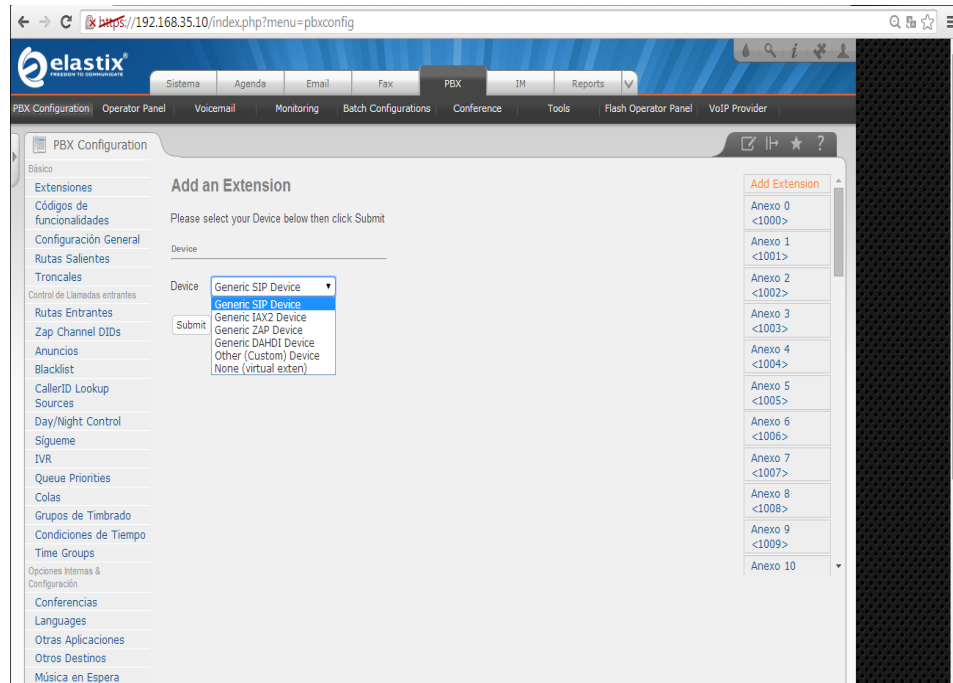 https://192.168.35.10/index.php?menu=pbxconfig
elastix®
FREEDOM TO COMMUNICATE
Sistema Agenda Email Fax PBX IM Reports
PBX Configuration Operator Panel Voicemail Monitoring Batch Configurations Conference Tools Flash Operator Panel VoIP Provider
PBX Configuration
Básico
Extensiones
Códigos de
funcionalidades
Configuración General
Rutas Salientes
Troncales
Control de Llamadas entrantes
Rutas Entrantes
Zap Channel DIDs
Anuncios
Blacklist
CallerID Lookup
Sources
Day/Night Control
Sígueme
IVR
Queue Priorities
Colas
Grupos de Timbrado
Condiciones de Tiempo
Time Groups
Opciones Internas &
Configuración
Conferencias
Languages
Otras Aplicaciones
Otros Destinos
Música en Espera
Add an Extension
Please select your Device below then click Submit
Device
Device Generic SIP Device
Generic SIP Device
Generic IAX2 Device
Generic ZAP Device
Generic DAHDI Device
Other (Custom) Device
None (virtual exten)
Submit
Add Extension
Anexo 0
<1000>
Anexo 1
<1001>
Anexo 2
<1002>
Anexo 3
<1003>
Anexo 4
<1004>
Anexo 5
<1005>
Anexo 6
<1006>
Anexo 7
<1007>
Anexo 8
<1008>
Anexo 9
<1009>
Anexo 10